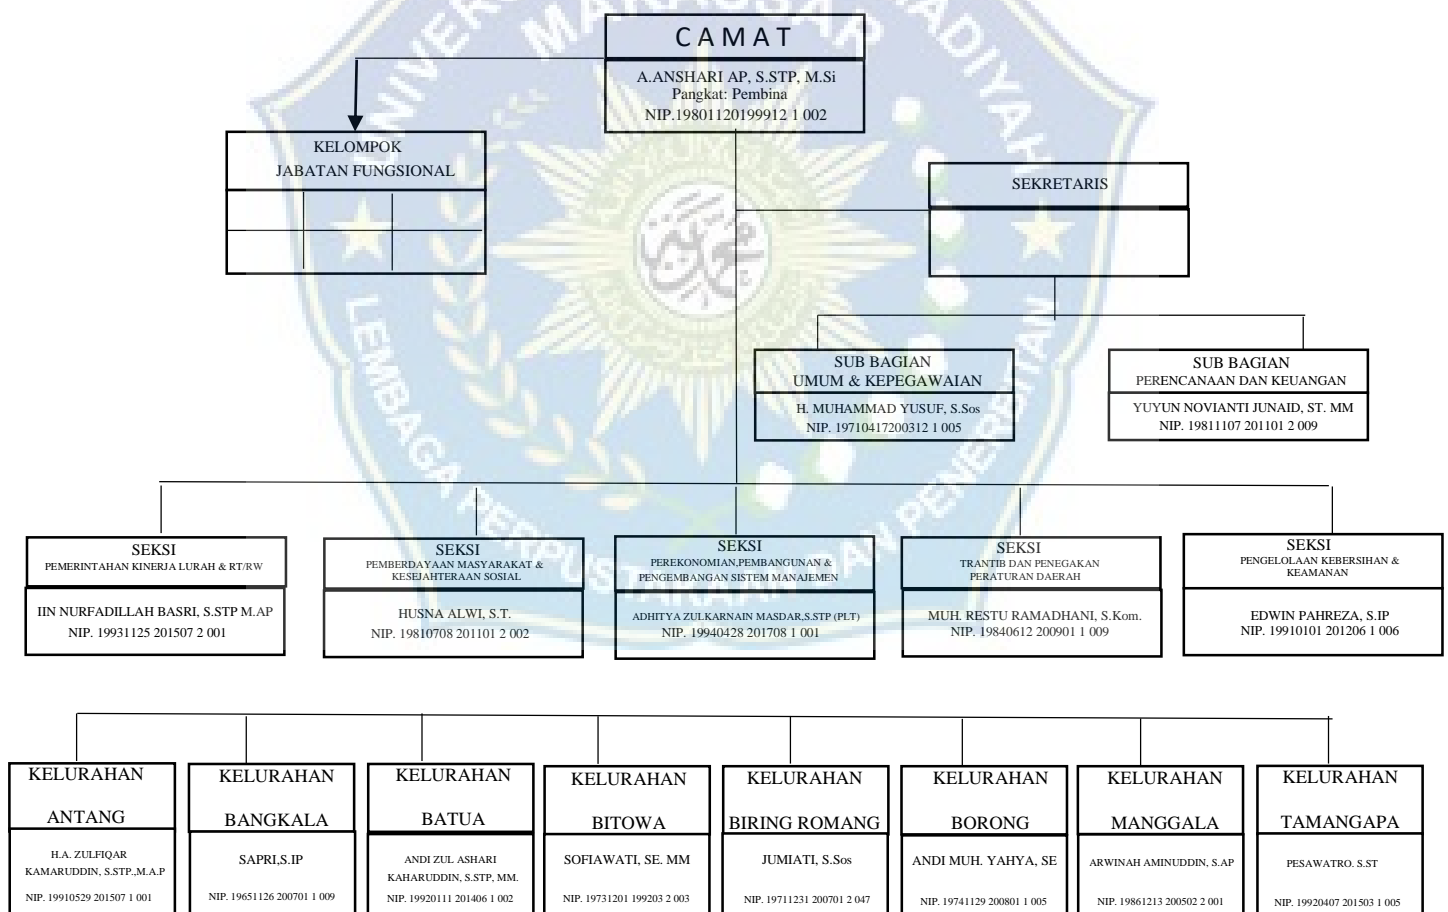 CAMAT
A.ANSHARI AP, S.STP, M.Si
Pangkat: Pembina
NIP.19801120199912 1 002
KELOMPOK
JABATAN FUNGSIONAL
SEKRETARIS
SUB BAGIAN
UMUM & KEPEGAWAIAN
H. MUHAMMAD YUSUF, S.Sos
NIP. 19710417200312 1 005
SUB BAGIAN
PERENCANAAN DAN KEUANGAN
YUYUN NOVIANTI JUNAID, ST. MM
NIP. 19811107 201101 2 009
SEKSI
PEMERINTAHAN KINERJA LURAH & RT/RW
IIN NURFADILLAH BASRI, S.STP M.AP
NIP. 19931125 201507 2 001
SEKSI
PEMBERDAYAAN MASYARAKAT &
KESEJAHTERAAN SOSIAL
HUSNA ALWI, S.T.
NIP. 19810708 201101 2 002
SEKSI
PEREKONOMIAN,PEMBANGUNAN &
PENGEMBANGAN SISTEM MANAJEMEN
ADHITYA ZULKARNAIN MASDAR,S.STP (PLT)
NIP. 19940428 201708 1 001
SEKSI
TRANTIB DAN PENEGAKAN
PERATURAN DAERAH
MUH. RESTU RAMADHANI, S.Kom.
NIP. 19840612 200901 1 009
SEKSI
PENGELOLAAN KEBERSIHAN &
KEAMANAN
EDWIN PAHREZA, S.IP
NIP. 19910101 201206 1 006
KELURAHAN
ANTANG
H.A. ZULFIQAR
KAMARUDDIN, S.STP.,M.A.P
NIP. 19910529 201507 1 001
KELURAHAN
BANGKALA
SAPRI,S.IP
NIP. 19651126 200701 1 009
KELURAHAN
BATUA
ANDI ZUL ASHARI
KAHARUDDIN, S.STP, MM.
NIP. 19920111 201406 1 002
KELURAHAN
BITOWA
SOFIAWATI, SE. MM
NIP. 19731201 199203 2 003
KELURAHAN
BIRING ROMANG
JUMIATI, S.Sos
NIP. 19711231 200701 2 047
KELURAHAN
BORONG
ANDI MUH. YAHYA, SE
NIP. 19741129 200801 1 005
KELURAHAN
MANGGALA
ARWINAH AMINUDDIN, S.AP
NIP. 19861213 200502 2 001
KELURAHAN
TAMANGAPA
PESAWATRO. S.ST
NIP. 19920407 201503 1 005
MAKASSAR
LEMBAGA PERPUSTAKAAN DAN PENERBITAN